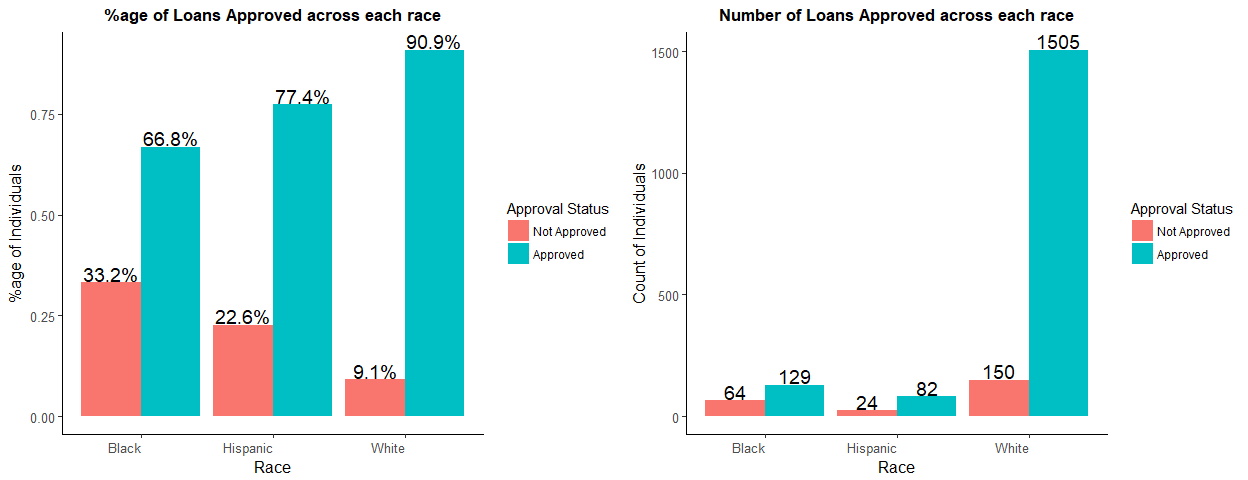 %age of Loans Approved across each race
%age of Individuals
0.75
0.50
0.25
0.00
33.2%
66.8%
22.6%
77.4%
9.1%
90.9%
Black
Hispanic
White
Race
Approval Status
Not Approved
Approved
Number of Loans Approved across each race
Count of Individuals
1500
1000
500
0
64
129
24
82
150
1505
Black
Hispanic
White
Race
Approval Status
Not Approved
Approved